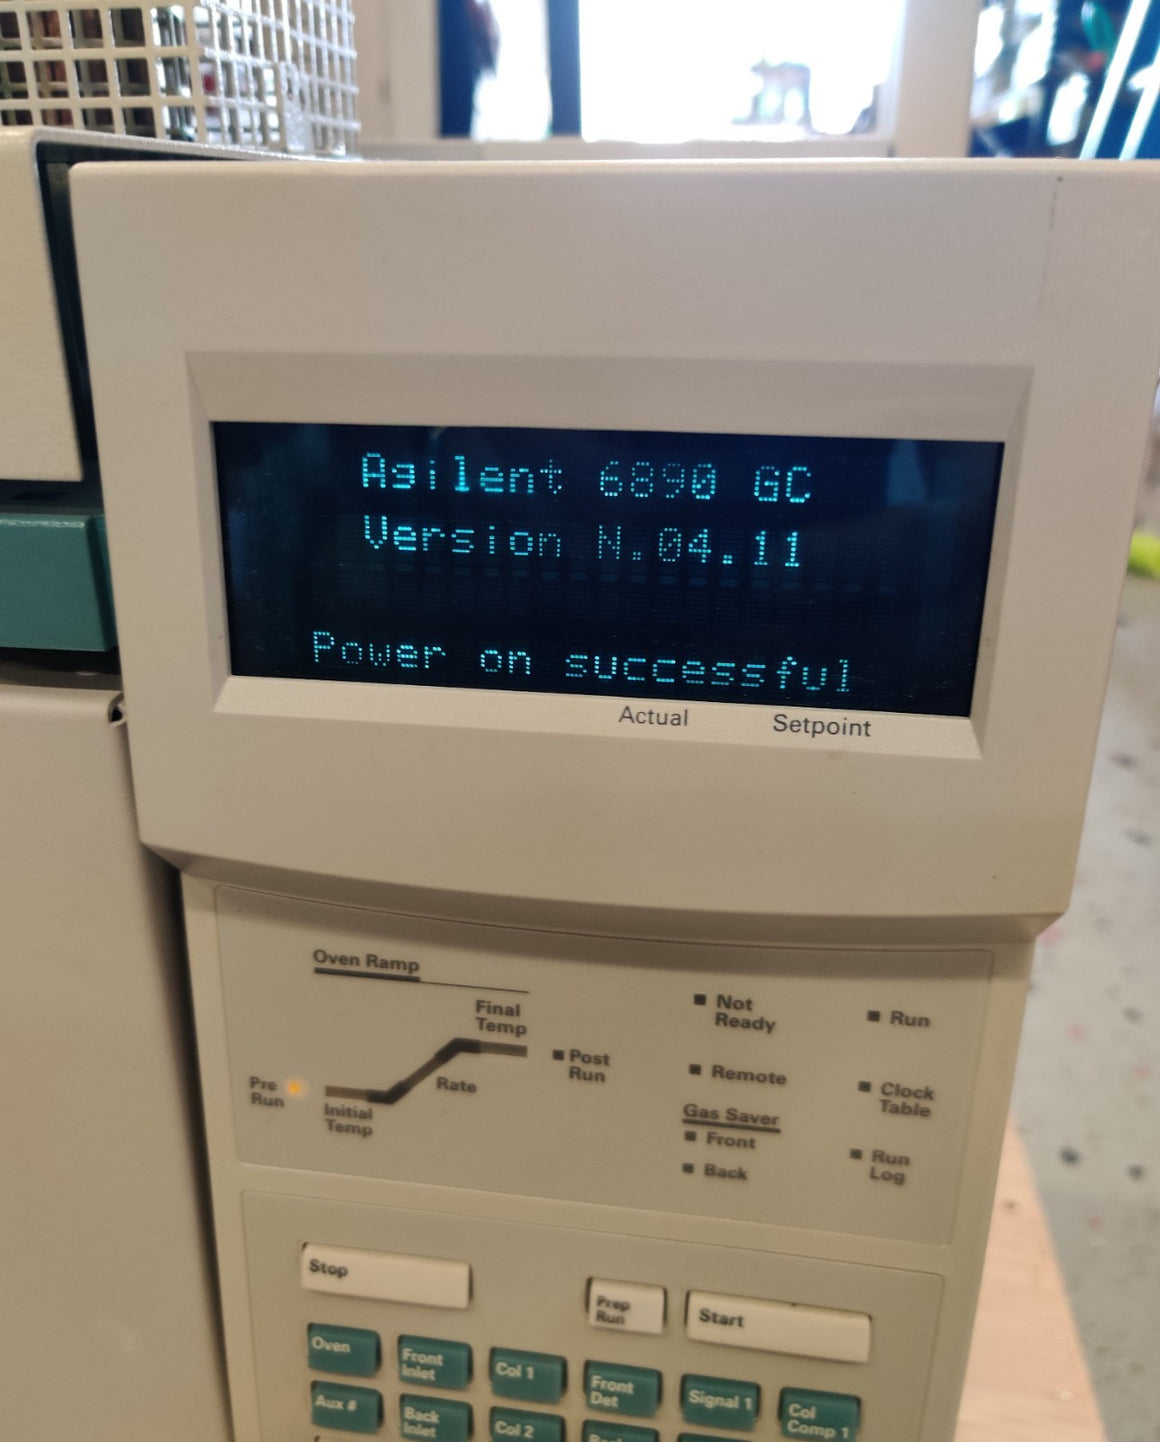 Agilent 6890 GC
Version N.04.11
Power on successful
Actual Setpoint
Oven Ramp
Final
Temp
Post
Run
Pre
Run
Initial
Temp
Rate
Not
Ready
Run
Remote
Clock
Table
Gas Saver
Front
Back
Run
Log
Stop
Prep
Run
Start
Oven
Front
Inlet
Col 1
Front
Det
Signal 1
Col
Comp 1
Aux #
Back
Inlet
Col 2